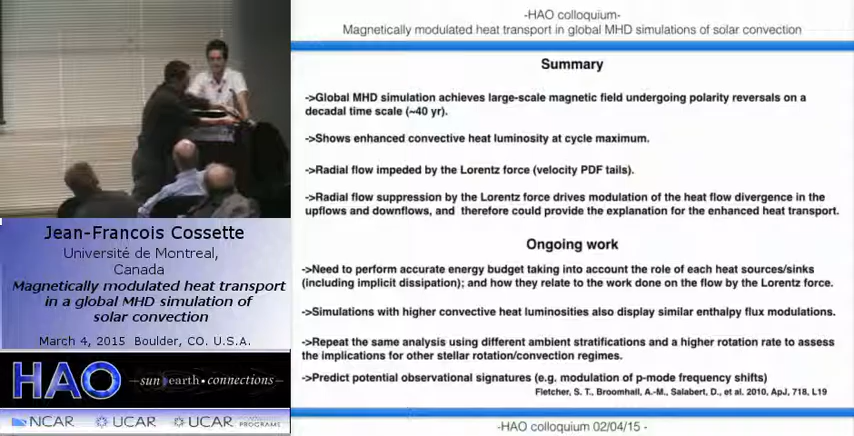 -HAO colloquium-
Magnetically modulated heat transport in global MHD simulations of solar convection
Summary
->Global MHD simulation achieves large-scale magnetic field undergoing polarity reversals on a
decadal time scale (~40 yr).
->Shows enhanced convective heat luminosity at cycle maximum.
->Radial flow impeded by the Lorentz force (velocity PDF tails).
->Radial flow suppression by the Lorentz force drives modulation of the heat flow divergence in the
upflows and downflows, and  therefore could provide the explanation for the enhanced heat transport.
Ongoing work
->Need to perform accurate energy budget taking into account the role of each heat sources/sinks
(including implicit dissipation); and how they relate to the work done on the flow by the Lorentz force.
->Simulations with higher convective heat luminosities also display similar enthalpy flux modulations.
->Repeat the same analysis using different ambient stratifications and a higher rotation rate to assess
the implications for other stellar rotation/convection regimes.
->Predict potential observational signatures (e.g. modulation of p-mode frequency shifts)
Fletcher, S. T., Broomhall, A.-M., Salabert, D., et al. 2010, ApJ, 718, L19
-HAO colloquium 02/04/15 -
Jean-Francois Cossette
Université de Montreal,
Canada
Magnetically modulated heat transport
in a global MHD simulation of
solar convection
March 4, 2015  Boulder, CO. U.S.A.
HAO —sun earth•connections—
NCAR UCAR UCAR COMMUNITY
PROGRAMS